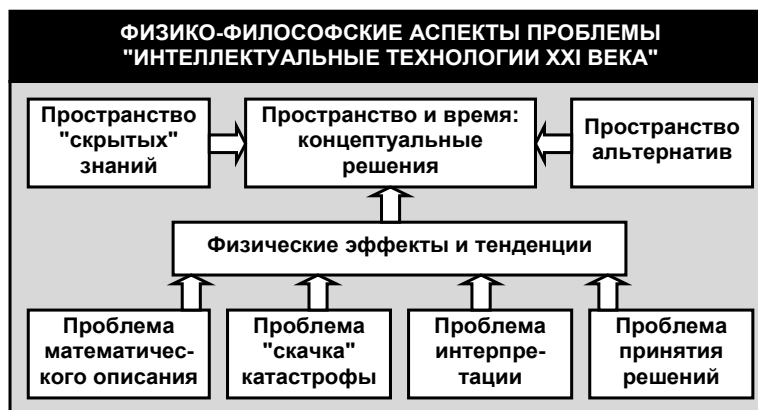 ФИЗИКО-ФИЛОСОФСКИЕ АСПЕКТЫ ПРОБЛЕМЫ
"ИНТЕЛЛЕКТУАЛЬНЫЕ ТЕХНОЛОГИИ XXI ВЕКА"
Пространство
"скрытых"
знаний
Пространство и время:
концептуальные
решения
Пространство
альтернатив
Физические эффекты и тенденции
Проблема
математичес-
кого описания
Проблема
"скачка"
катастрофы
Проблема
интерпре-
тации
Проблема
принятия
решений